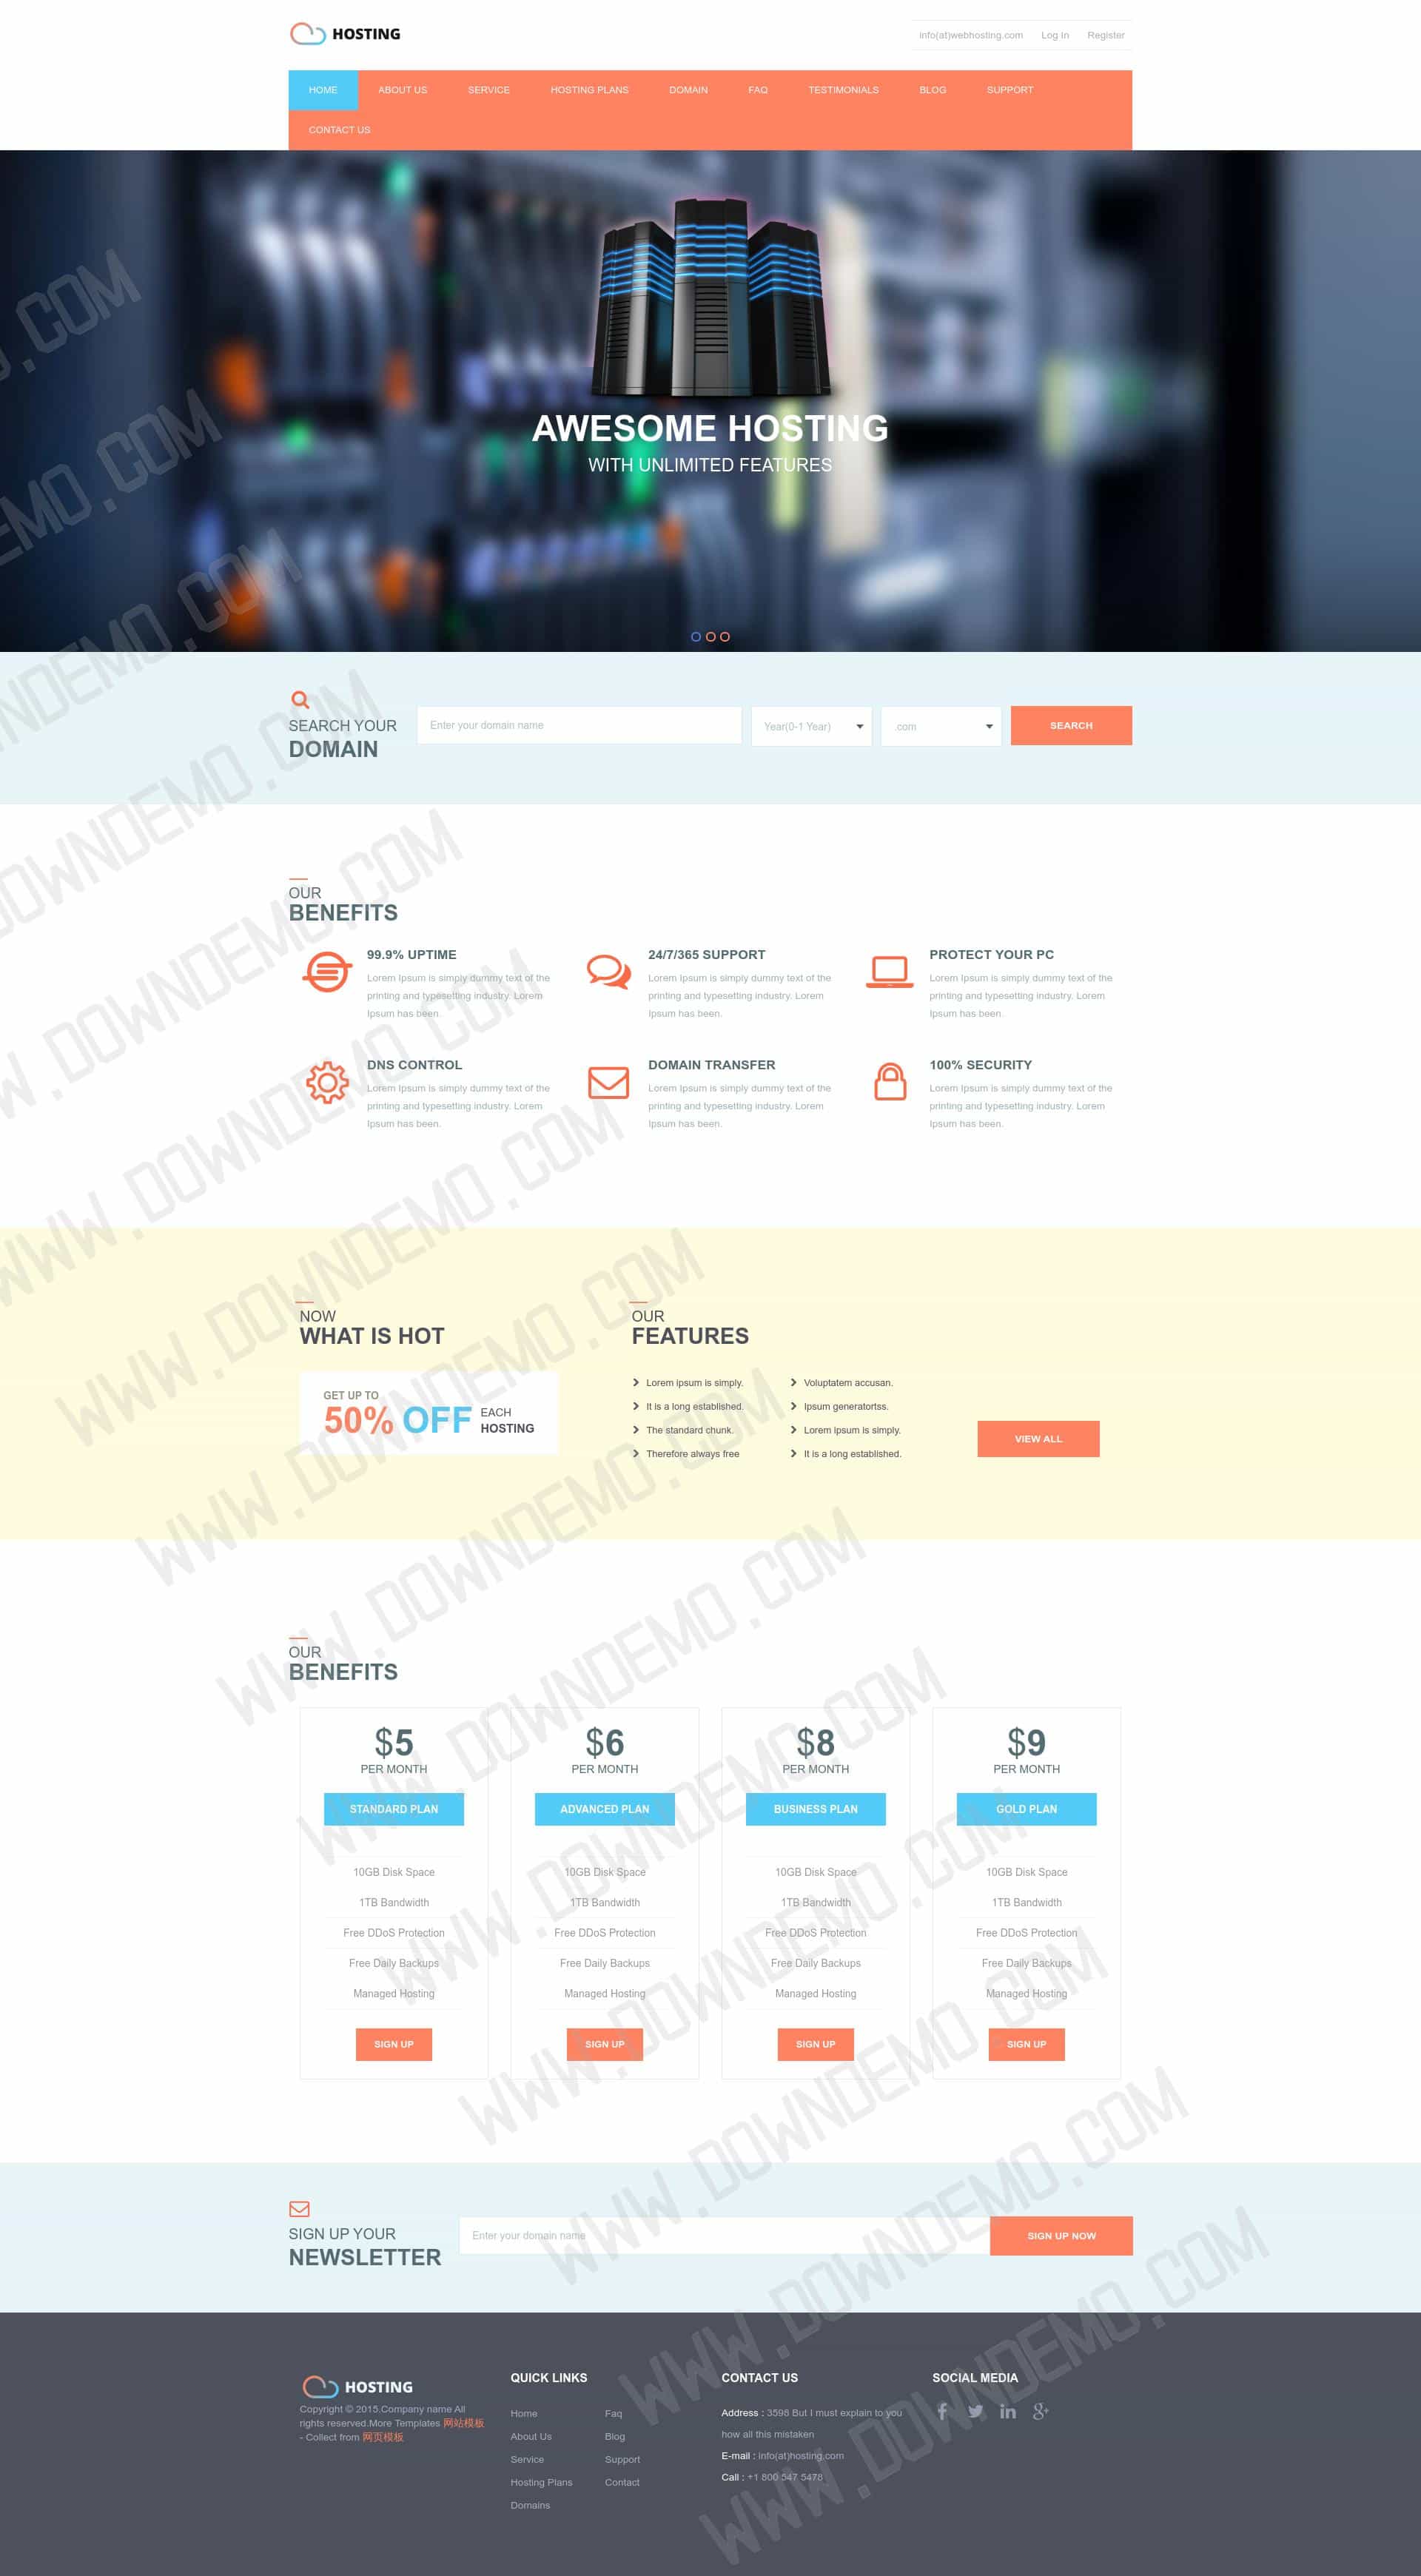 HOSTING
info(at)webhosting.com Log In Register
HOME ABOUT US SERVICE HOSTING PLANS DOMAIN FAQ TESTIMONIALS BLOG SUPPORT
CONTACT US
AWESOME HOSTING
WITH UNLIMITED FEATURES
SEARCH YOUR
DOMAIN
Enter your domain name
Year(0-1 Year)
.com
SEARCH
OUR
BENEFITS
99.9% UPTIME
Lorem Ipsum is simply dummy text of the
printing and typesetting industry. Lorem
Ipsum has been.
24/7/365 SUPPORT
Lorem Ipsum is simply dummy text of the
printing and typesetting industry. Lorem
Ipsum has been.
PROTECT YOUR PC
Lorem Ipsum is simply dummy text of the
printing and typesetting industry. Lorem
Ipsum has been.
DNS CONTROL
Lorem Ipsum is simply dummy text of the
printing and typesetting industry. Lorem
Ipsum has been.
DOMAIN TRANSFER
Lorem Ipsum is simply dummy text of the
printing and typesetting industry. Lorem
Ipsum has been.
100% SECURITY
Lorem Ipsum is simply dummy text of the
printing and typesetting industry. Lorem
Ipsum has been.
NOW
WHAT IS HOT
GET UP TO
50% OFF EACH
HOSTING
OUR
FEATURES
Lorem ipsum is simply.
It is a long established.
The standard chunk.
Therefore always free
Voluptatem accusan.
Ipsum generatortss.
Lorem ipsum is simply.
It is a long established.
VIEW ALL
OUR
BENEFITS
$5
PER MONTH
STANDARD PLAN
10GB Disk Space
1TB Bandwidth
Free DDoS Protection
Free Daily Backups
Managed Hosting
SIGN UP
$6
PER MONTH
ADVANCED PLAN
10GB Disk Space
1TB Bandwidth
Free DDoS Protection
Free Daily Backups
Managed Hosting
SIGN UP
$8
PER MONTH
BUSINESS PLAN
10GB Disk Space
1TB Bandwidth
Free DDoS Protection
Free Daily Backups
Managed Hosting
SIGN UP
$9
PER MONTH
GOLD PLAN
10GB Disk Space
1TB Bandwidth
Free DDoS Protection
Free Daily Backups
Managed Hosting
SIGN UP
SIGN UP YOUR
NEWSLETTER
Enter your domain name
SIGN UP NOW
HOSTING
Copyright © 2015.Company name All
rights reserved.More Templates 网站模板
- Collect from 网页模板
QUICK LINKS
Home
About Us
Service
Hosting Plans
Domains
Faq
Blog
Support
Contact
CONTACT US
Address : 3598 But I must explain to you
how all this mistaken
E-mail : info(at)hosting.com
Call : +1 800 547 5478
SOCIAL MEDIA
WWW.DOWNDEMO.COM